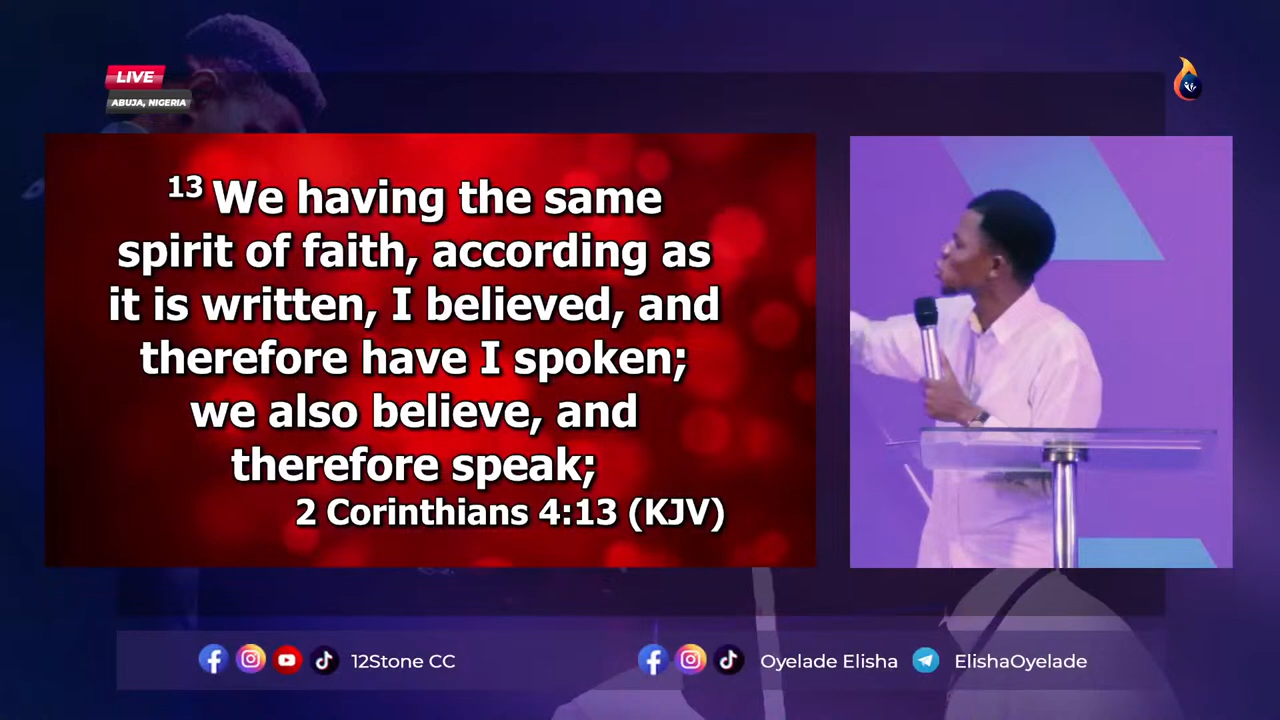 LIVE
ABUJA, NIGERIA
13 We having the same
spirit of faith, according as
it is written, I believed, and
therefore have I spoken;
we also believe, and
therefore speak;
2 Corinthians 4:13 (KJV)
12Stone CC
Oyelade Elisha
ElishaOyelade